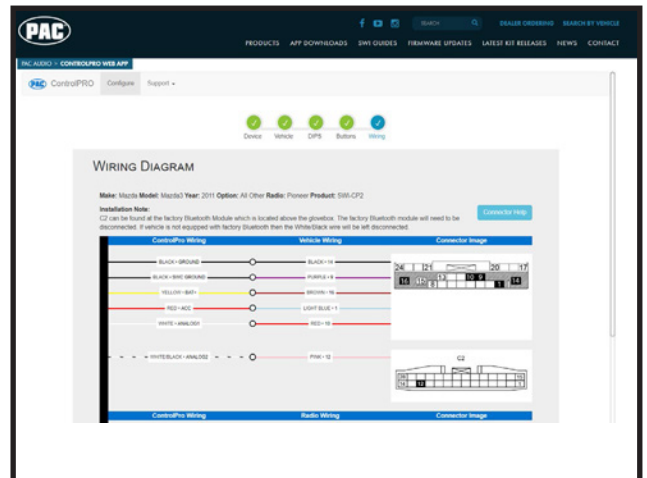 PAC
SEARCH
DEALER ORDERING SEARCH BY VEHICLE
PRODUCTS APP DOWNLOADS SWI GUIDES FIRMWARE UPDATES LATEST KIT RELEASES NEWS CONTACT
PAC AUDIO > CONTROLPRO WEB APP
PAC ControlPRO Configure Support
Device Vehicle DIPS Buttons Wiring
WIRING DIAGRAM
Make: Mazda Model: Mazda3 Year: 2011 Option: All Other Radio: Pioneer Product: SWI-CP2
Installation Note:
C2 can be found at the factory Bluetooth Module which is located above the glovebox. The factory Bluetooth module will need to be
disconnected. If vehicle is not equipped with factory Bluetooth then the White/Black wire will be left disconnected.
Connector Help
ControlPro Wiring Vehicle Wiring Connector Image
BLACK > GROUND BLACK > 14
BLACK > SWC GROUND PURPLE > 9
YELLOW > BAT+ BROWN > 16
RED > ACC LIGHT BLUE > 1
WHITE > ANALOG1 RED > 10
24 21 20 17
16 15 13 10 9 14
8 1
WHITE/BLACK > ANALOG2 PINK > 12
C2
ControlPro Wiring Radio Wiring Connector Image